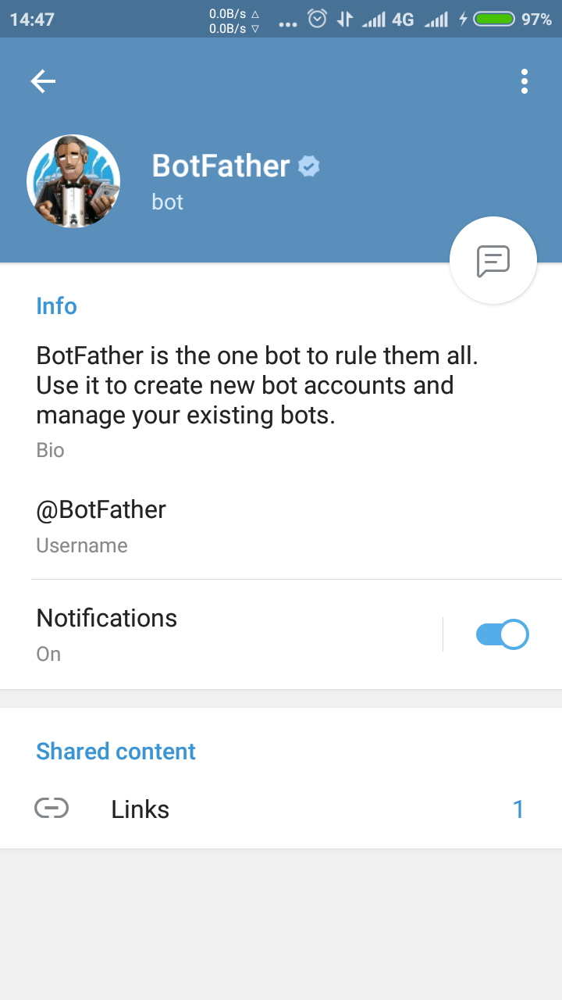 14:47
0.0B/s △
0.0B/s ▽
4G
97%
BotFather
bot
Info
BotFather is the one bot to rule them all.
Use it to create new bot accounts and
manage your existing bots.
Bio
@BotFather
Username
Notifications
On
Shared content
Links 1